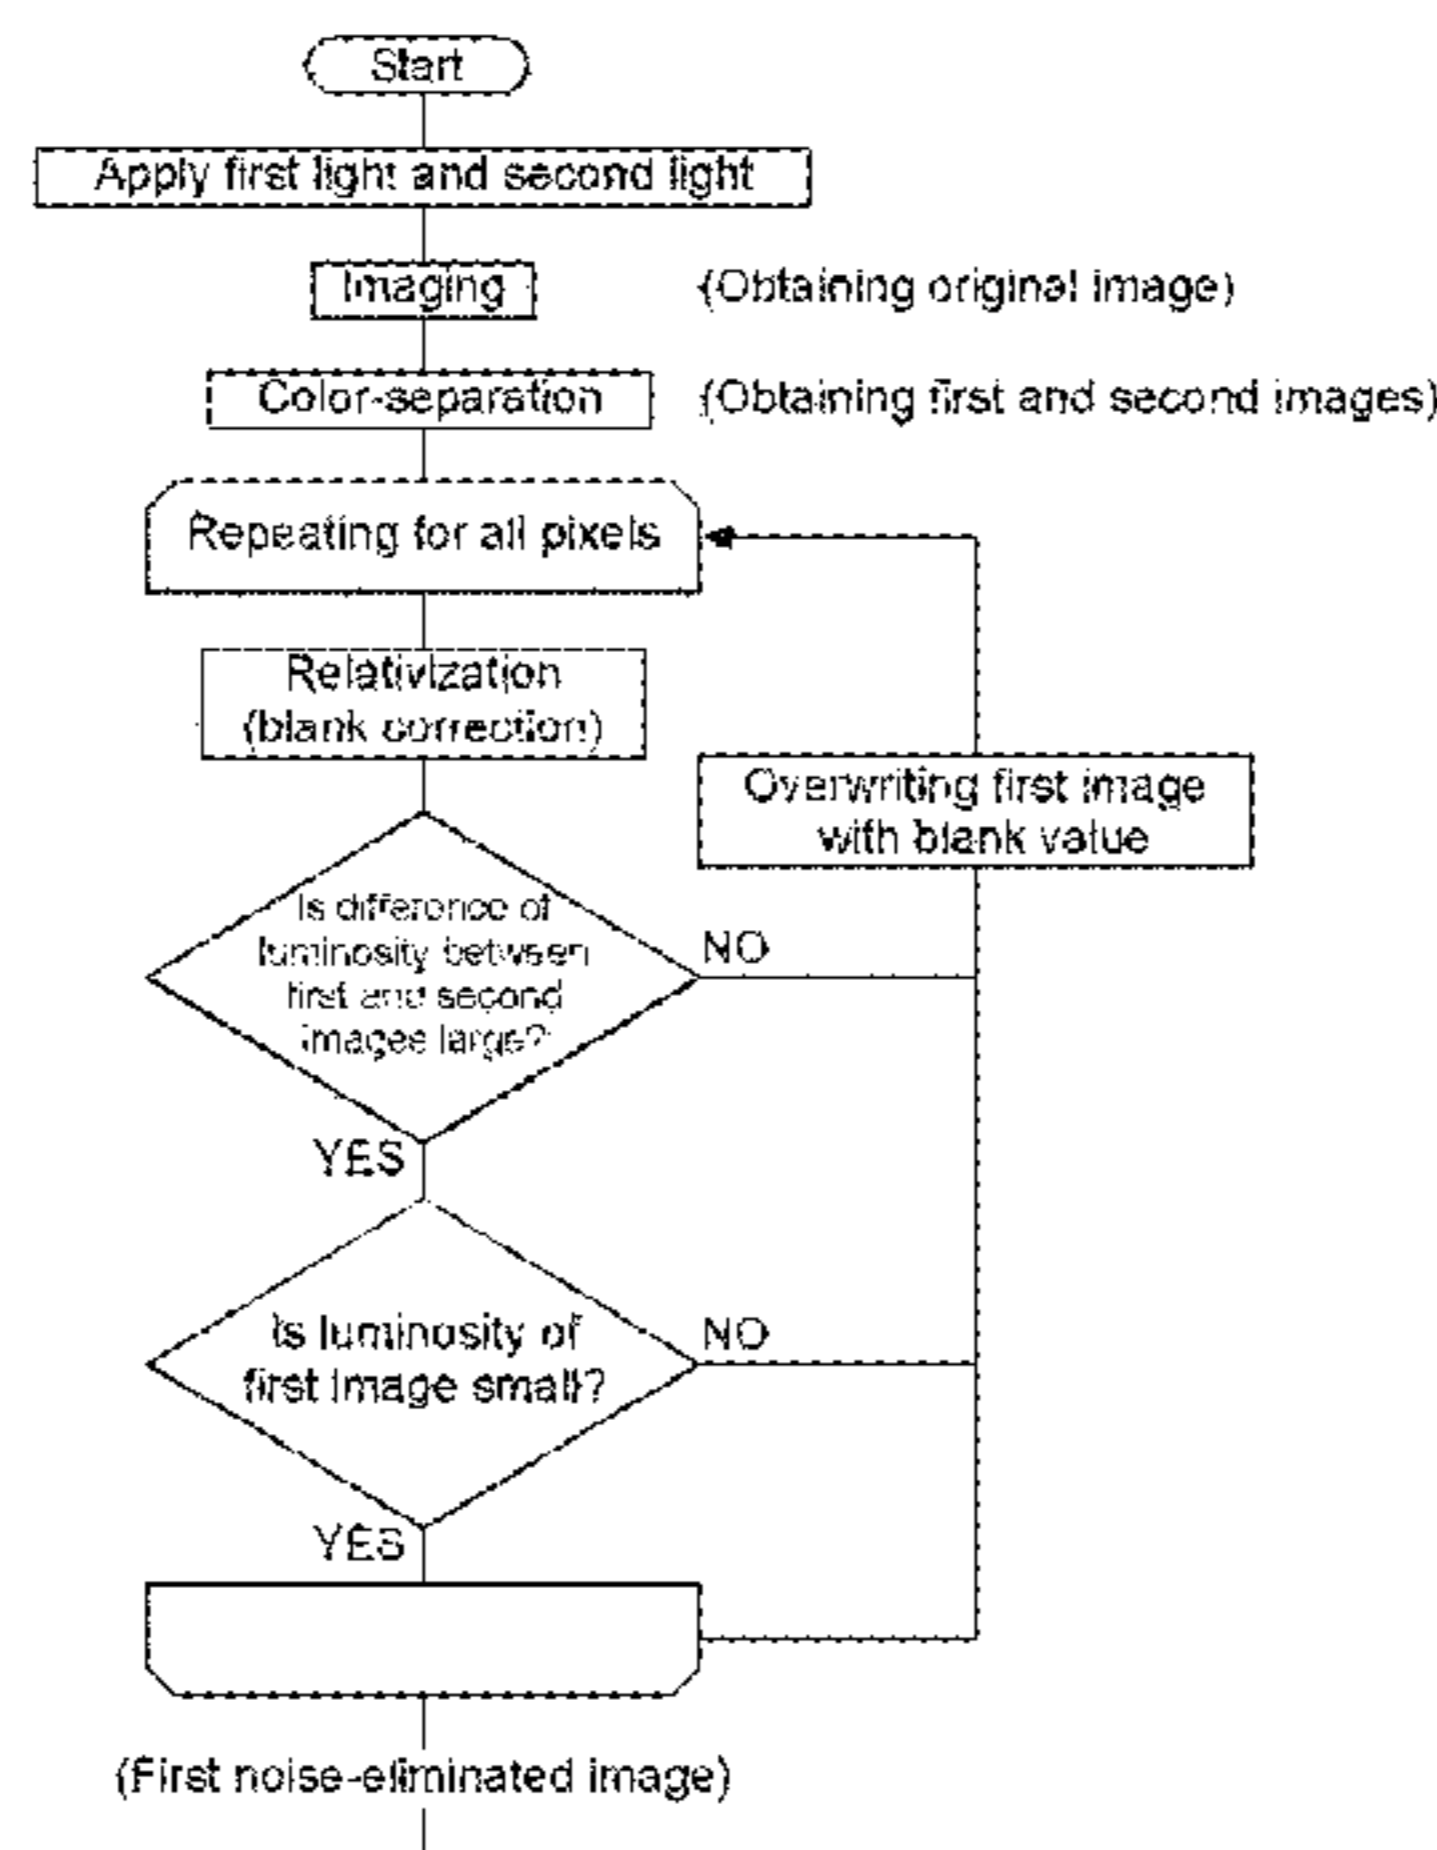 Start
Apply first light and second light
Imaging
(Obtaining original image)
Color-separation
(Obtaining first and second images)
Repeating for all pixels
Relativization
(blank correction)
Overwriting first image
with blank value
Is difference of
luminosity between
first and second
images large?
NO
YES
Is luminosity of
first image small?
NO
YES
(First noise-eliminated image)